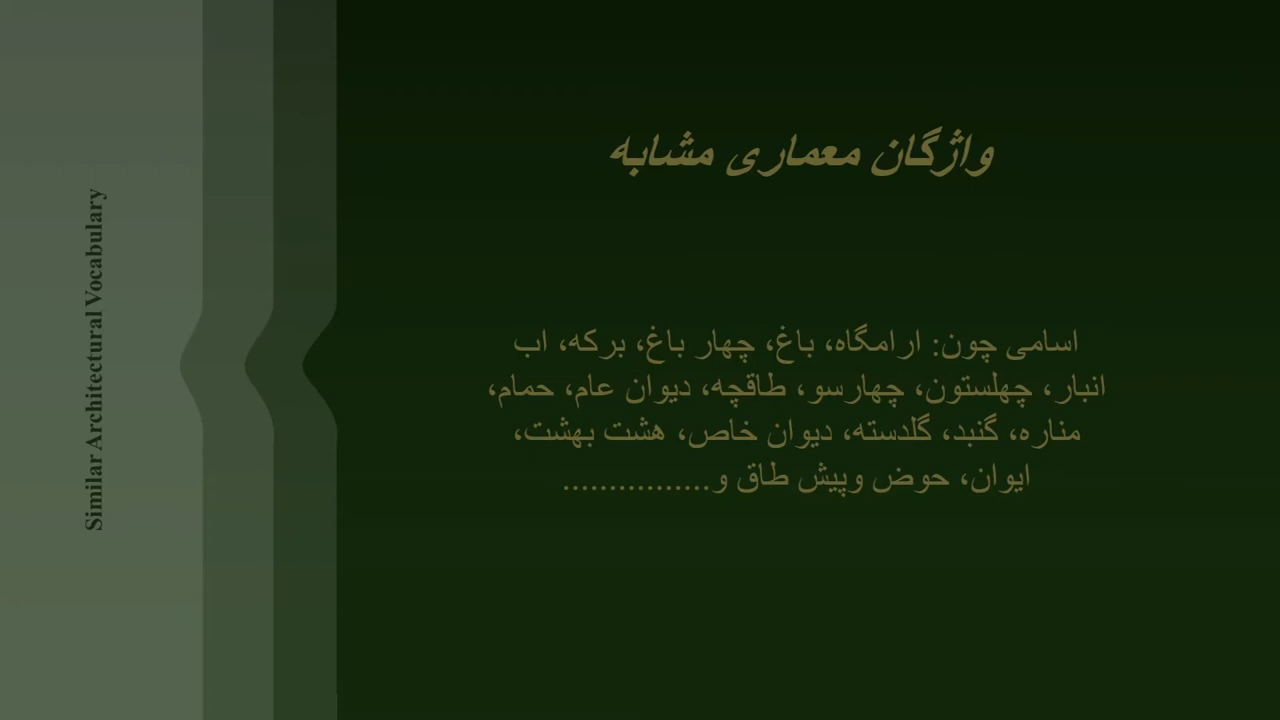 Similar Architectural Vocabulary
واژگان معماری مشابه
اسامی چون: ارامگاه، باغ، چهار باغ، برکه، اب
انبار، چهلستون، چهارسو، طاقچه، دیوان عام، حمام،
مناره، گنبد، گلدسته، دیوان خاص، هشت بهشت،
ایوان، حوض وپیش طاق و................